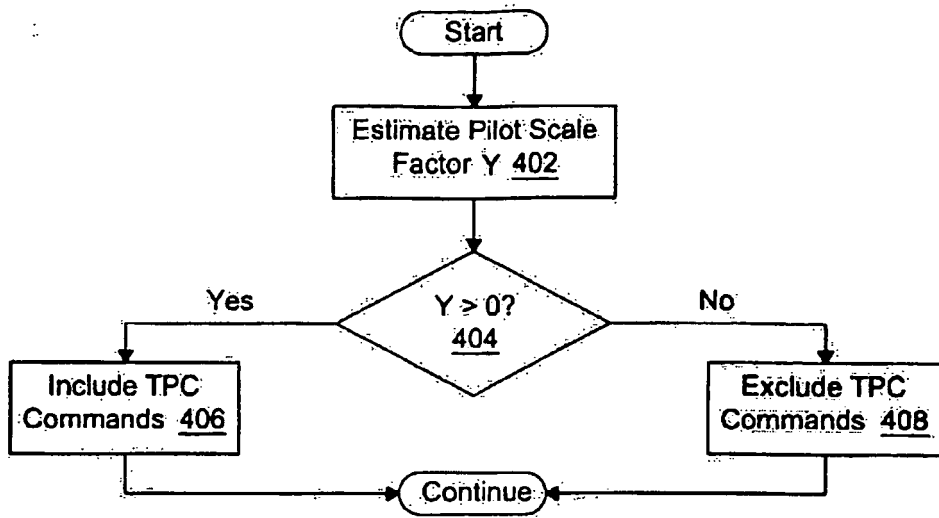 Start
Estimate Pilot Scale
Factor Y 402
Y > 0?
404
Yes
No
Include TPC
Commands 406
Exclude TPC
Commands 408
Continue